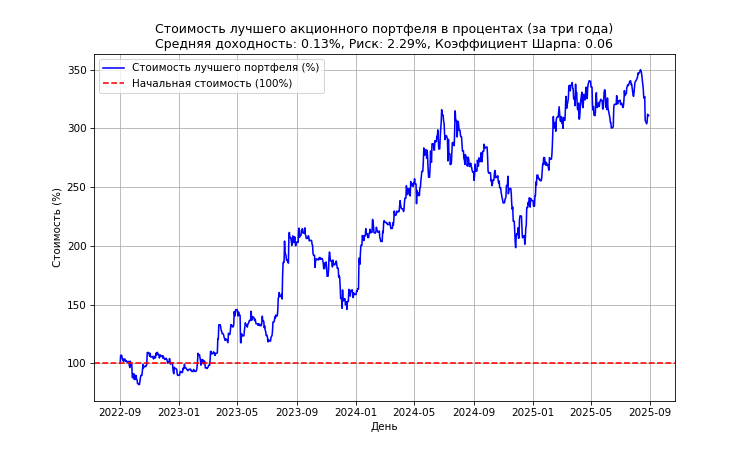 Стоимость лучшего акционного портфеля в процентах (за три года)
Средняя доходность: 0.13%, Риск: 2.29%, Коэффициент Шарпа: 0.06
Стоимость лучшего портфеля (%)
Начальная стоимость (100%)
Стоимость (%)
350
300
250
200
150
100
2022-09 2023-01 2023-05 2023-09 2024-01 2024-05 2024-09 2025-01 2025-05 2025-09
День